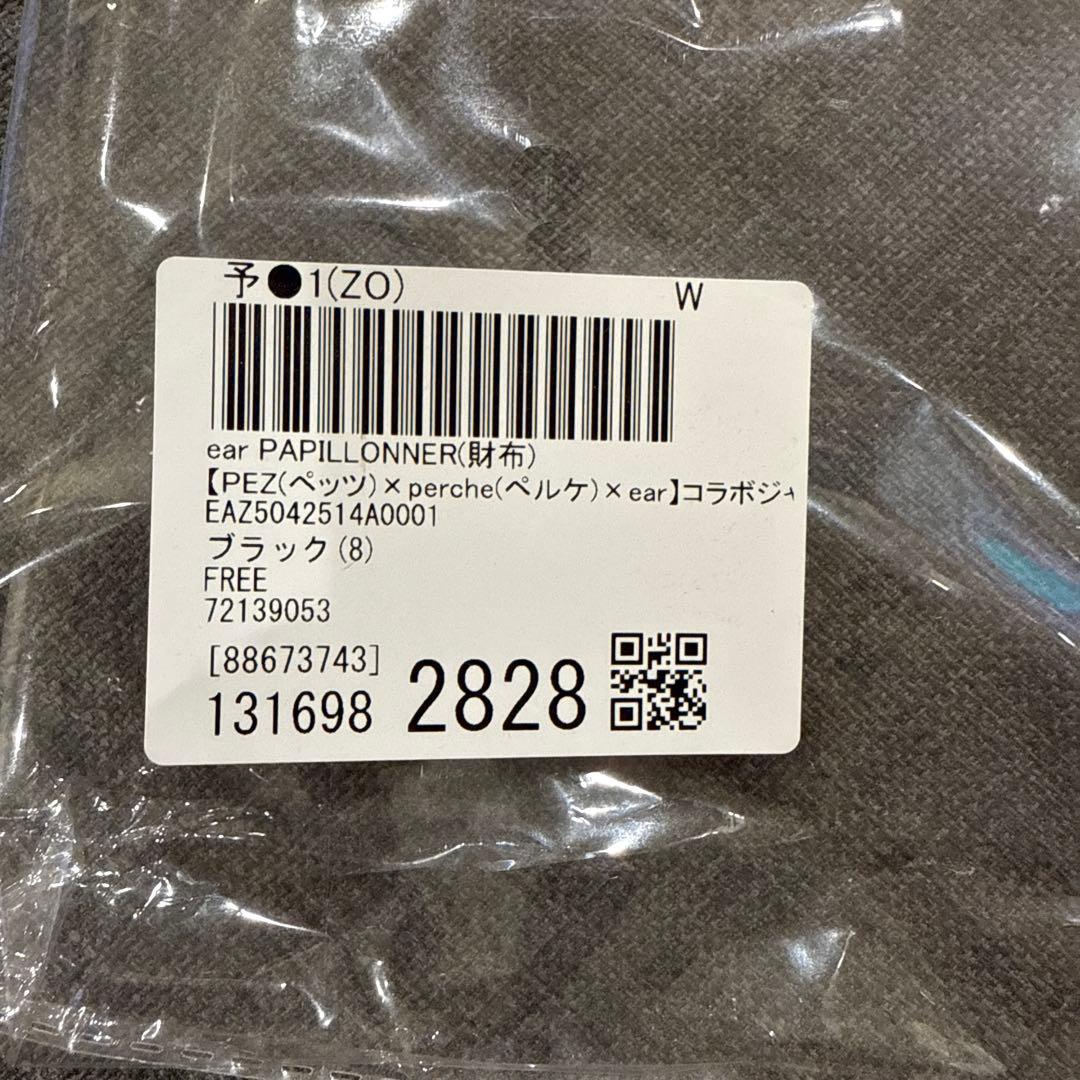 予●1(ZO)
W
ear PAPILLONNER(財布)
【PEZ(ペッツ)×perche(ペルケ)×ear】コラボジャ
EAZ5042514A0001
ブラック(8)
FREE
72139053
[88673743]
131698 2828